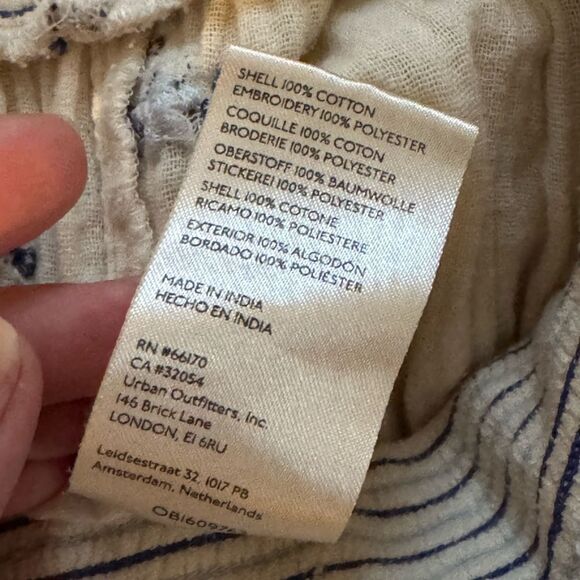 SHELL 100% COTTON
EMBROIDERY 100% POLYESTER
COQUILLE 100% COTON
BRODERIE 100% POLYESTER
OBERSTOFF 100% BAUMWOLLE
STICKEREI 100% POLYESTER
SHELL 100% COTONE
RICAMO 100% POLIESTERE
EXTERIOR 100% ALGODÓN
BORDADO 100% POLIÉSTER
MADE IN INDIA
HECHO EN INDIA
RN #66170
CA #32054
Urban Outfitters, Inc.
146 Brick Lane
LONDON, E1 6RU
Leidsestraat 32, 1017 PB
Amsterdam, Netherlands